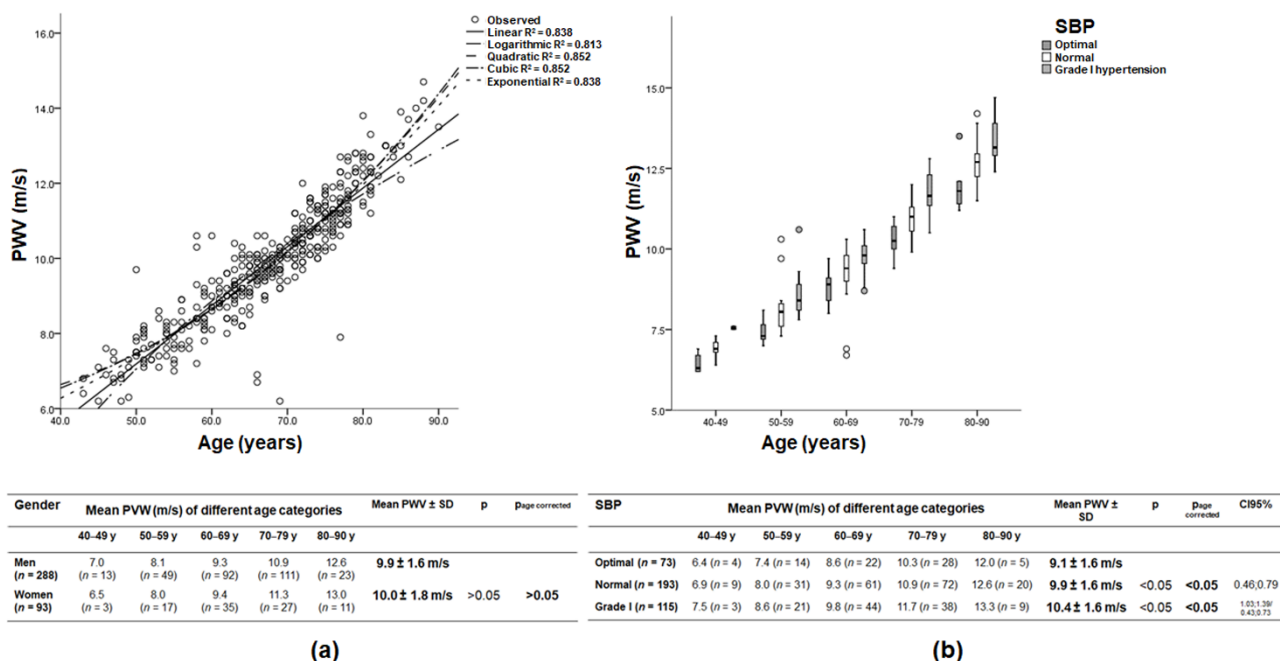 Observed
Linear R² = 0.838
Logarithmic R² = 0.813
Quadratic R² = 0.852
Cubic R² = 0.852
Exponential R² = 0.838
16.0
14.0
12.0
10.0
8.0
6.0
PWV (m/s)
40.0 50.0 60.0 70.0 80.0 90.0
Age (years)
SBP
Optimal
Normal
Grade I hypertension
15.0
12.5
10.0
7.5
5.0
PWV (m/s)
40-49 50-59 60-69 70-79 80-90
Age (years)
Gender Mean PVW (m/s) of different age categories Mean PWV ± SD p page corrected
40–49 y 50–59 y 60–69 y 70–79 y 80–90 y
Men 7.0 8.1 9.3 10.9 12.6 9.9 ± 1.6 m/s
(n = 288) (n = 13) (n = 49) (n = 92) (n = 111) (n = 23)
Women 6.5 8.0 9.4 11.3 13.0 10.0 ± 1.8 m/s >0.05 >0.05
(n = 93) (n = 3) (n = 17) (n = 35) (n = 27) (n = 11)
(a)
SBP Mean PVW (m/s) of different age categories Mean PWV ± SD p page corrected CI95%
40–49 y 50–59 y 60–69 y 70–79 y 80–90 y
Optimal (n = 73) 6.4 (n = 4) 7.4 (n = 14) 8.6 (n = 22) 10.3 (n = 28) 12.0 (n = 5) 9.1 ± 1.6 m/s
Normal (n = 193) 6.9 (n = 9) 8.0 (n = 31) 9.3 (n = 61) 10.9 (n = 72) 12.6 (n = 20) 9.9 ± 1.6 m/s <0.05 <0.05 0.46;0.79
Grade I (n = 115) 7.5 (n = 3) 8.6 (n = 21) 9.8 (n = 44) 11.7 (n = 38) 13.3 (n = 9) 10.4 ± 1.6 m/s <0.05 <0.05 1.03;1.39/
0.43;0.73
(b)